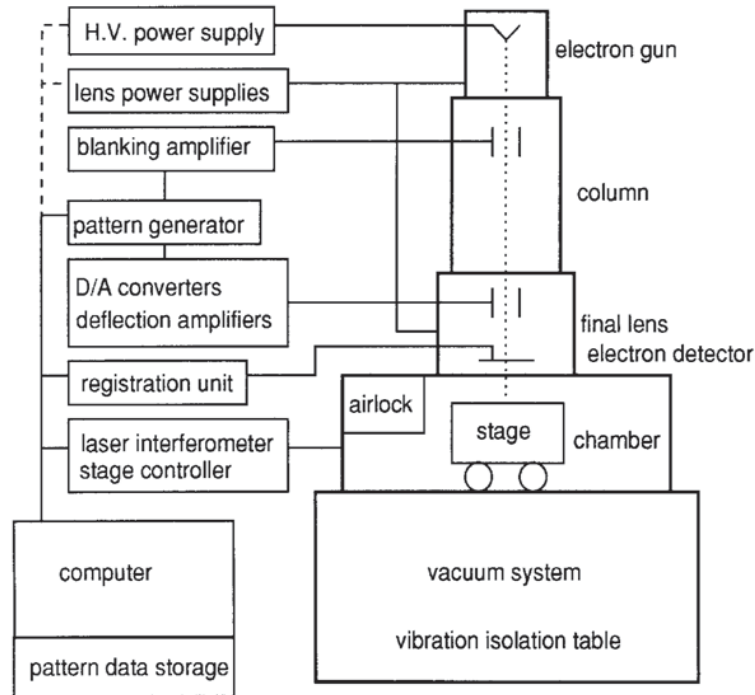 H.V. power supply
lens power supplies
blanking amplifier
pattern generator
D/A converters
deflection amplifiers
registration unit
laser interferometer
stage controller
computer
pattern data storage
electron gun
column
final lens
electron detector
airlock
stage
chamber
vacuum system
vibration isolation table